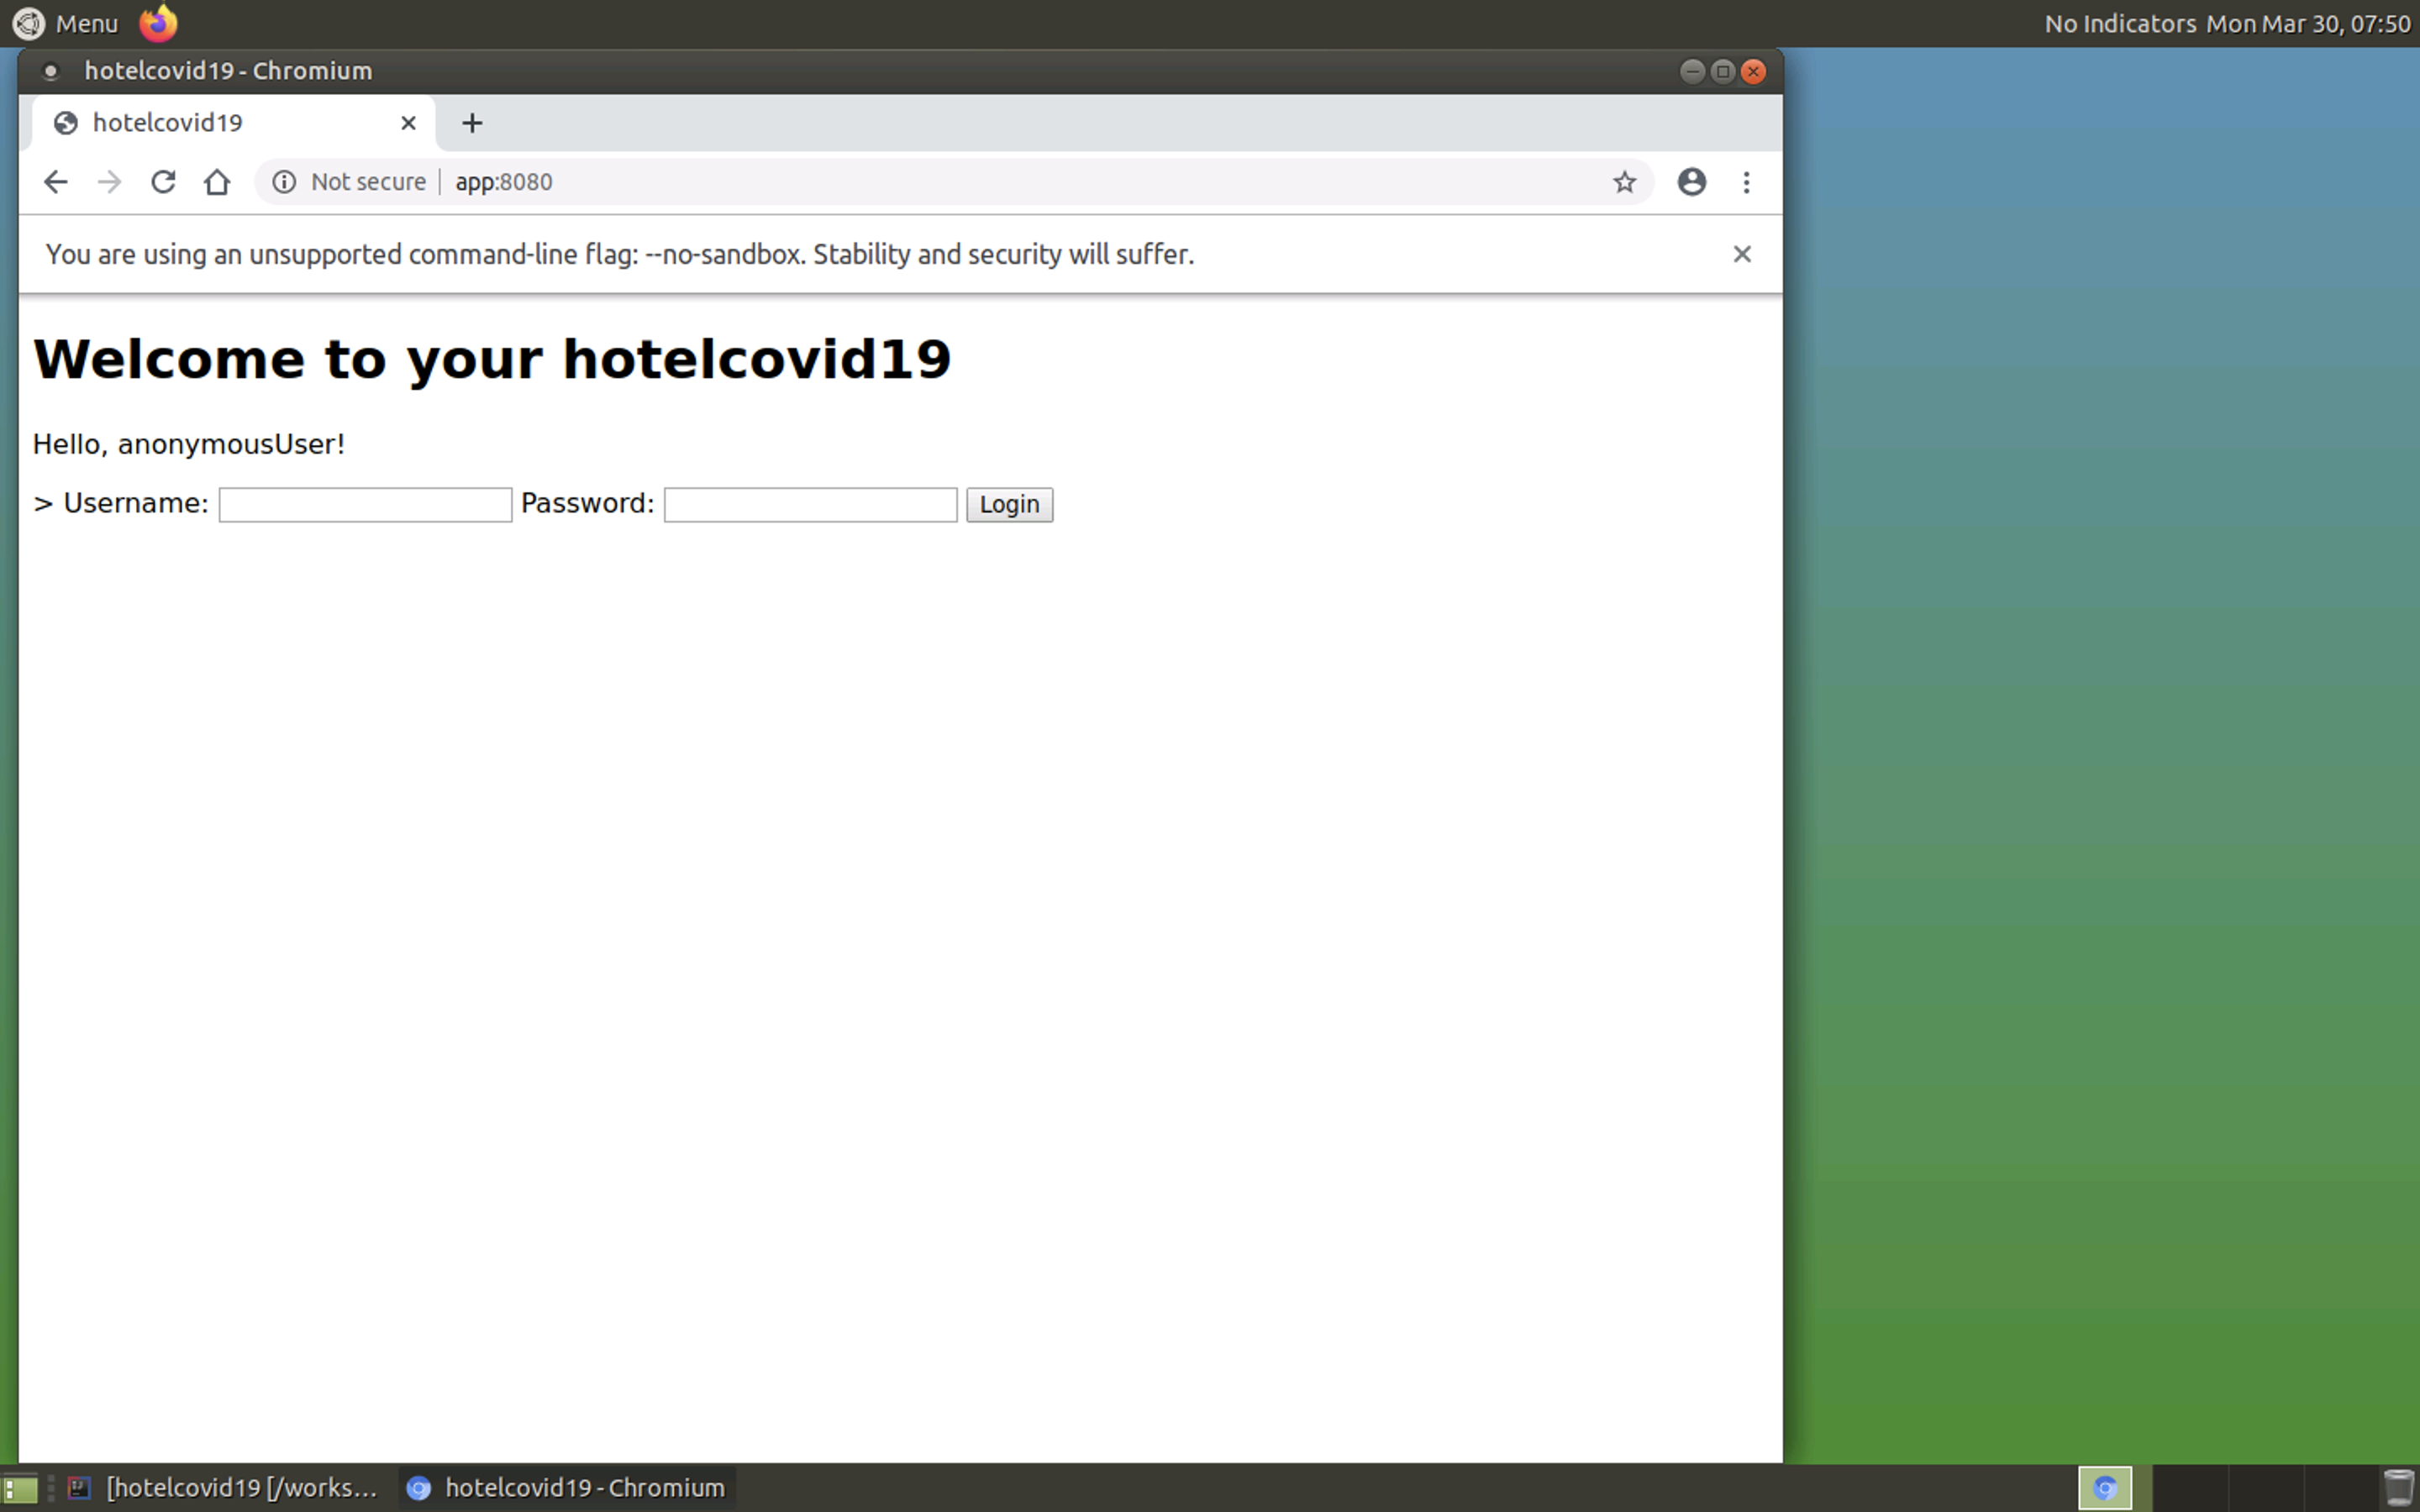 Menu No Indicators Mon Mar 30, 07:50
hotelcovid19 - Chromium
hotelcovid19
Not secure app:8080
You are using an unsupported command-line flag: --no-sandbox. Stability and security will suffer.
Welcome to your hotelcovid19
Hello, anonymousUser!
> Username: Password: Login
[hotelcovid19 [/works... hotelcovid19 - Chromium